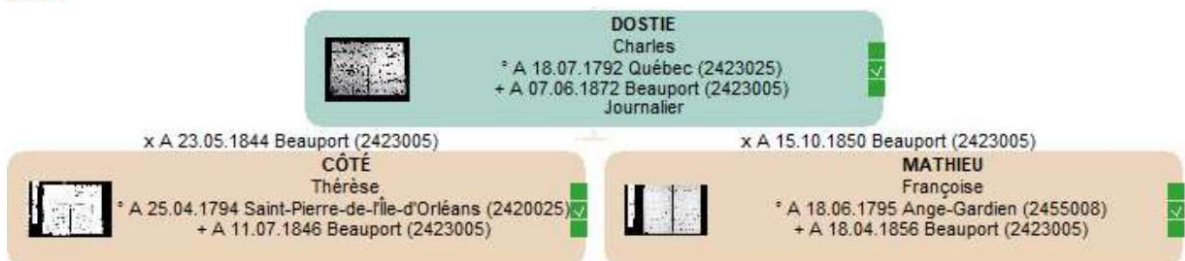 DOSTIE
Charles
° A 18.07.1792 Québec (2423025)
+ A 07.06.1872 Beauport (2423005)
Journalier
x A 23.05.1844 Beauport (2423005)
x A 15.10.1850 Beauport (2423005)
CÔTÉ
Thérèse
° A 25.04.1794 Saint-Pierre-de-l'Île-d'Orléans (2420025)
+ A 11.07.1846 Beauport (2423005)
MATHIEU
Françoise
° A 18.06.1795 Ange-Gardien (2455008)
+ A 18.04.1856 Beauport (2423005)